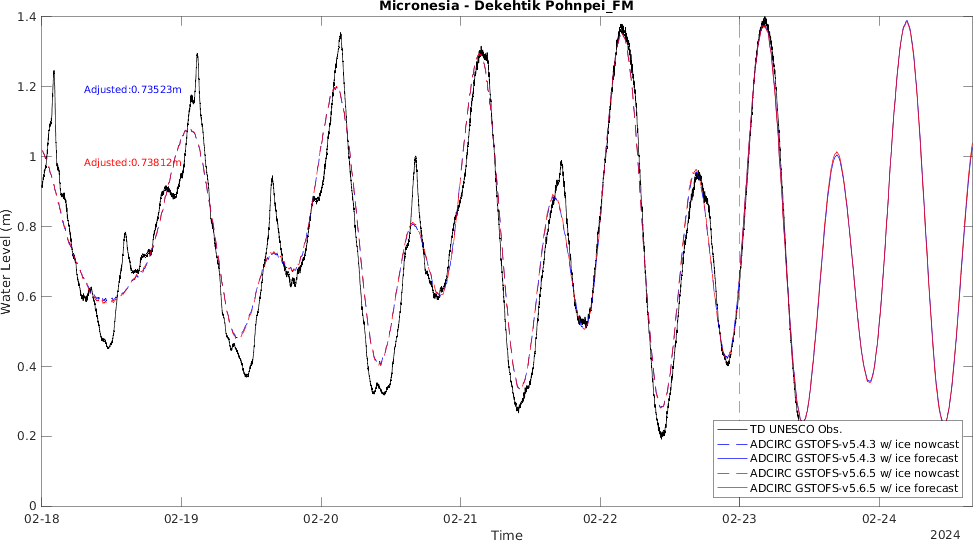 Micronesia - Dekehtik Pohnpei_FM
1.4
1.2
1
0.8
0.6
0.4
0.2
0
Water Level (m)
Adjusted:0.73523m
Adjusted:0.73812m
TD UNESCO Obs.
ADCIRC GSTOFS-v5.4.3 w/ ice nowcast
ADCIRC GSTOFS-v5.4.3 w/ ice forecast
ADCIRC GSTOFS-v5.6.5 w/ ice nowcast
ADCIRC GSTOFS-v5.6.5 w/ ice forecast
02-18 02-19 02-20 02-21 02-22 02-23 02-24
Time
2024